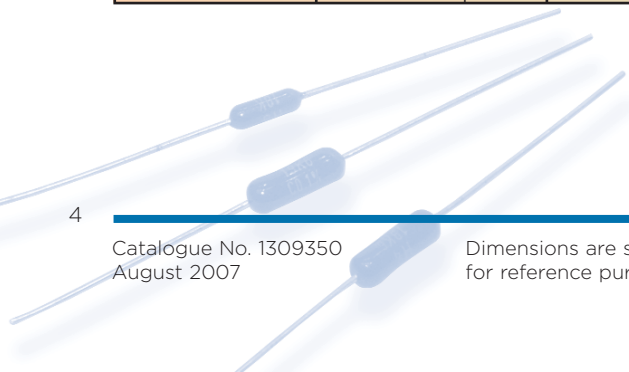 4
Catalogue No. 1309350
August 2007
Dimensions are s
for reference pur